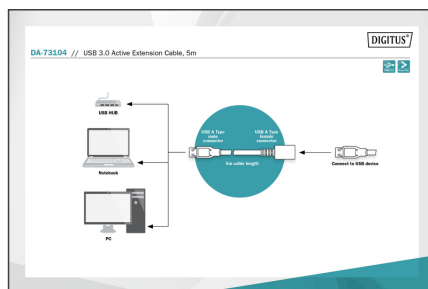 DIGITUS®
DA-73104 // USB 3.0 Active Extension Cable, 5m
USB HUB
USB A Type male connector
USB A Type female connector
5m cable length
Notebook
Connect to USB device
PC